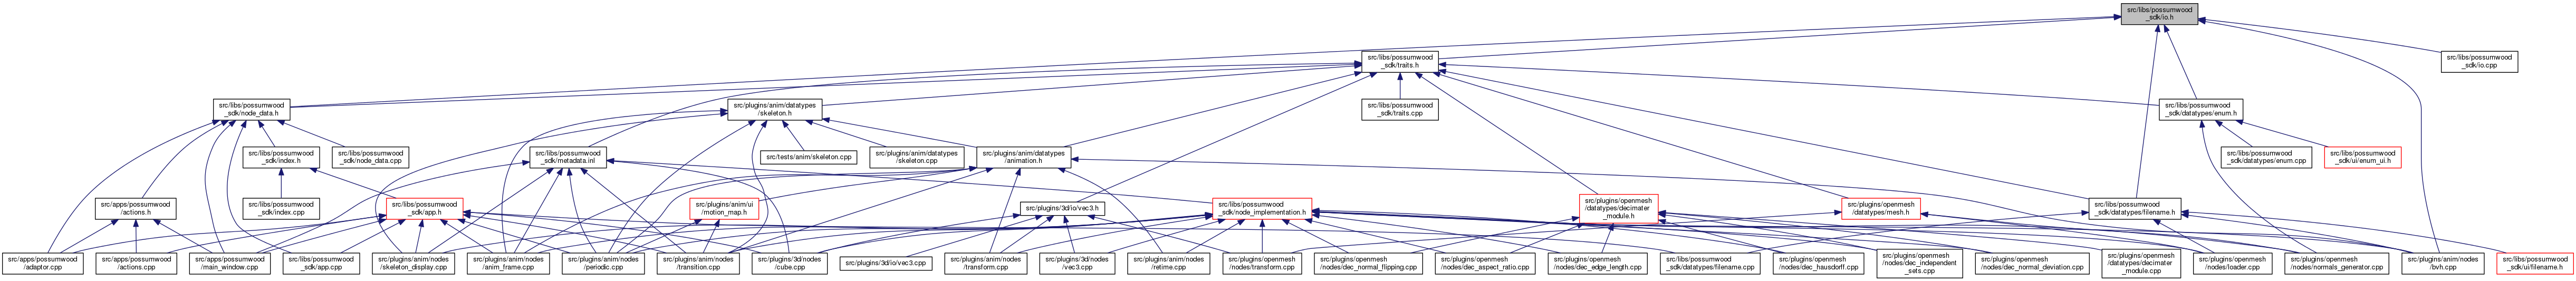 src/libs/possumwood
_sdk/io.h
src/libs/possumwood
_sdk/traits.h
src/libs/possumwood
_sdk/io.cpp
src/libs/possumwood
_sdk/node_data.h
src/plugins/anim/datatypes
/skeleton.h
src/libs/possumwood
_sdk/traits.cpp
src/libs/possumwood
_sdk/datatypes/enum.h
src/libs/possumwood
_sdk/index.h
src/libs/possumwood
_sdk/node_data.cpp
src/libs/possumwood
_sdk/metadata.inl
src/tests/anim/skeleton.cpp
src/plugins/anim/datatypes
/skeleton.cpp
src/plugins/anim/datatypes
/animation.h
src/libs/possumwood
_sdk/datatypes/enum.cpp
src/libs/possumwood
_sdk/ui/enum_ui.h
src/apps/possumwood
/actions.h
src/libs/possumwood
_sdk/index.cpp
src/libs/possumwood
_sdk/app.h
src/plugins/anim/ui
/motion_map.h
src/plugins/3d/io/vec3.h
src/libs/possumwood
_sdk/node_implementation.h
src/plugins/openmesh
/datatypes/decimater
_module.h
src/plugins/openmesh
/datatypes/mesh.h
src/libs/possumwood
_sdk/datatypes/filename.h
src/apps/possumwood
/adaptor.cpp
src/apps/possumwood
/actions.cpp
src/apps/possumwood
/main_window.cpp
src/libs/possumwood
_sdk/app.cpp
src/plugins/anim/nodes
/skeleton_display.cpp
src/plugins/anim/nodes
/anim_frame.cpp
src/plugins/anim/nodes
/periodic.cpp
src/plugins/anim/nodes
/transition.cpp
src/plugins/3d/nodes
/cube.cpp
src/plugins/3d/io/vec3.cpp
src/plugins/anim/nodes
/transform.cpp
src/plugins/3d/nodes
/vec3.cpp
src/plugins/anim/nodes
/retime.cpp
src/plugins/openmesh
/nodes/transform.cpp
src/plugins/openmesh
/nodes/dec_normal_flipping.cpp
src/plugins/openmesh
/nodes/dec_aspect_ratio.cpp
src/plugins/openmesh
/nodes/dec_edge_length.cpp
src/libs/possumwood
_sdk/datatypes/filename.cpp
src/plugins/openmesh
/nodes/dec_hausdorff.cpp
src/plugins/openmesh
/nodes/dec_independent
_sets.cpp
src/plugins/openmesh
/nodes/dec_normal_deviation.cpp
src/plugins/openmesh
/datatypes/decimater
_module.cpp
src/plugins/openmesh
/nodes/loader.cpp
src/plugins/openmesh
/nodes/normals_generator.cpp
src/plugins/anim/nodes
/bvh.cpp
src/libs/possumwood
_sdk/ui/filename.h